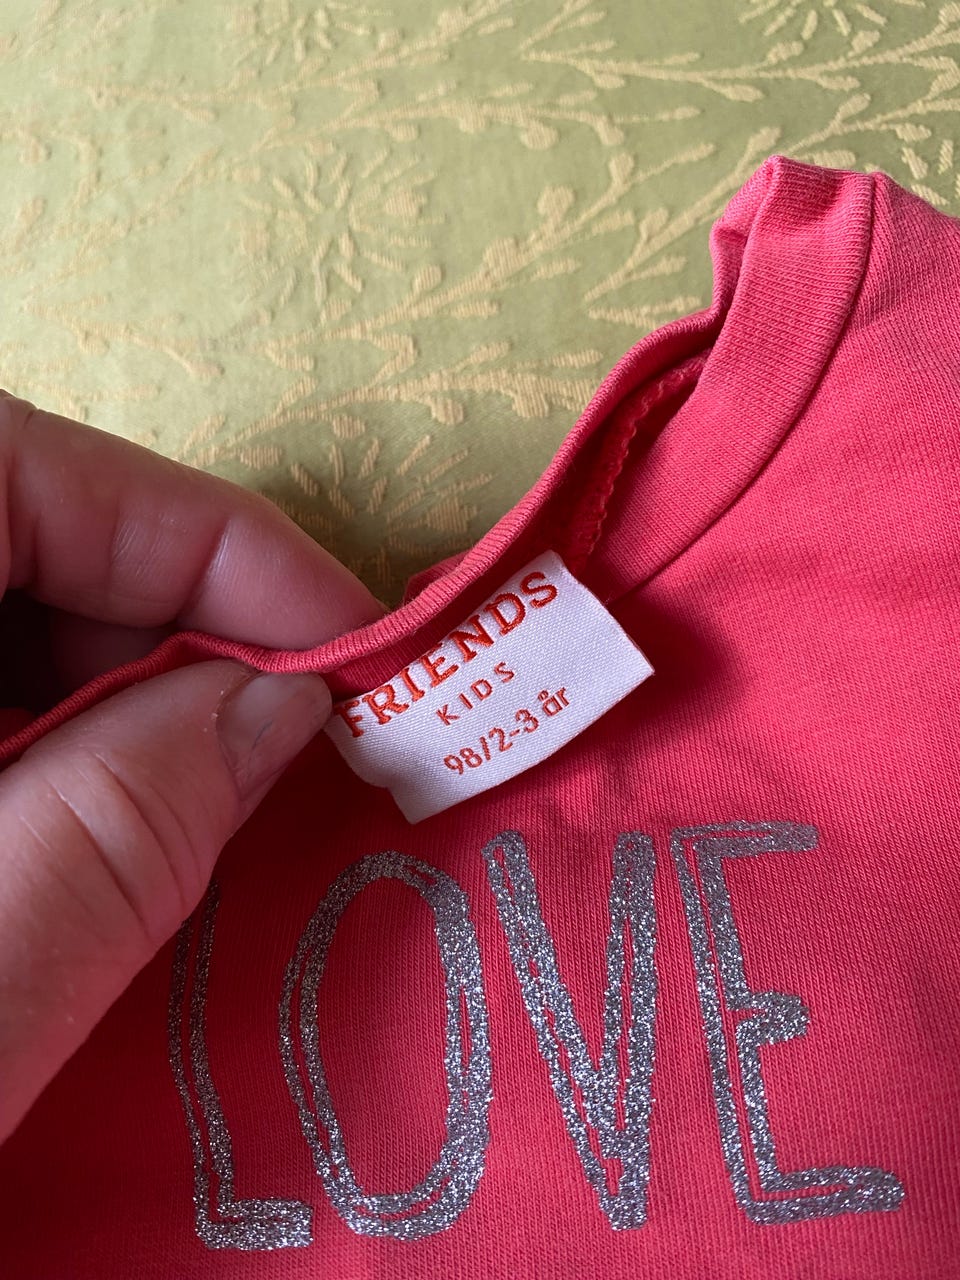 FRIENDS
KIDS
98/2-3 år
LOVE